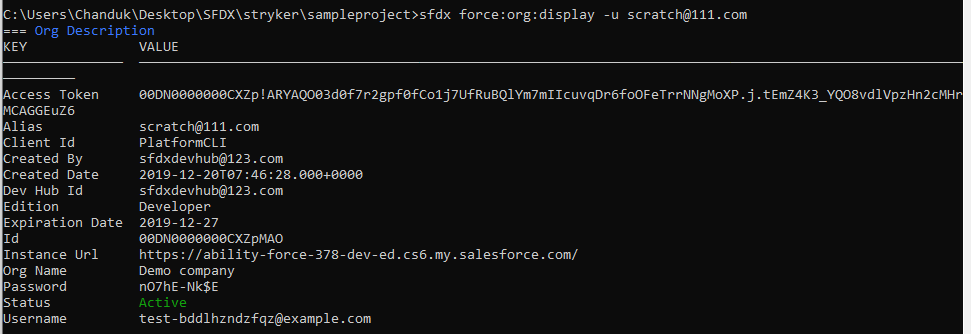 C:\Users\Chanduk\Desktop\SFDX\stryker\sampleproject>sfdx force:org:display -u scratch@111.com
=== Org Description
KEY              VALUE
Access Token     00DN0000000CXZp!ARYAQO03d0f7r2gpf0fCo1j7UfRuBQlYm7mIIcuvqDr6foOFeTrrNNgMoXP.j.tEmZ4K3_YQO8vdlVpzHn2cMHr
MCAGGEuZ6
Alias            scratch@111.com
Client Id        PlatformCLI
Created By       sfdxdevhub@123.com
Created Date     2019-12-20T07:46:28.000+0000
Dev Hub Id       sfdxdevhub@123.com
Edition          Developer
Expiration Date  2019-12-27
Id               00DN0000000CXZpMAO
Instance Url     https://ability-force-378-dev-ed.cs6.my.salesforce.com/
Org Name         Demo company
Password         nO7hE-Nk$E
Status           Active
Username         test-bddlhzndzfqz@example.com